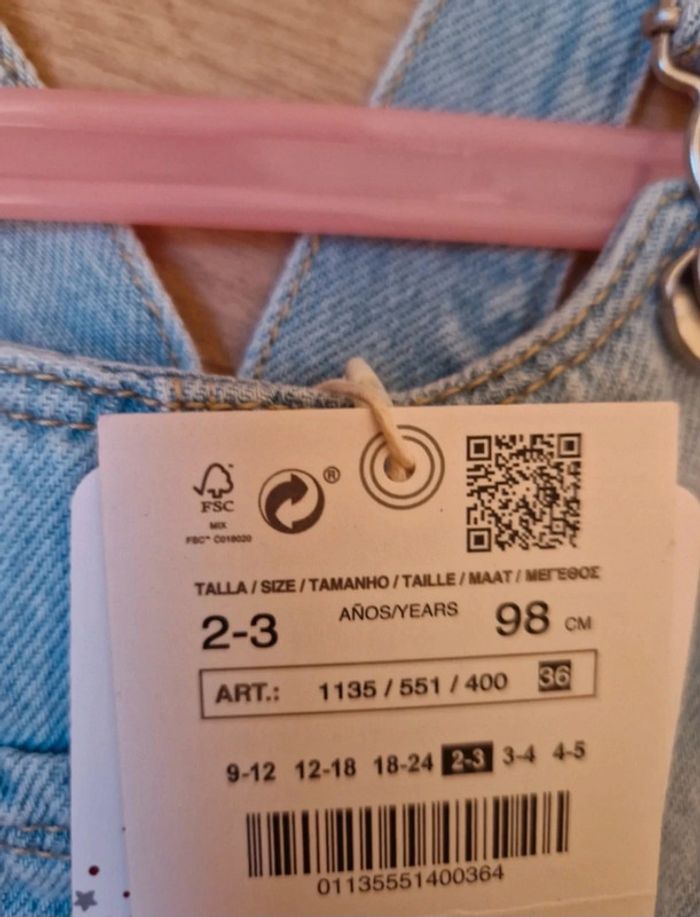 FSC
®
MIX
FSC™ C018020
TALLA / SIZE / TAMANHO / TAILLE / MAAT / ΜΕΓΕΘΟΣ
2-3 AÑOS/YEARS 98 CM
ART.: 1135 / 551 / 400 36
9-12 12-18 18-24 2-3 3-4 4-5
01135551400364